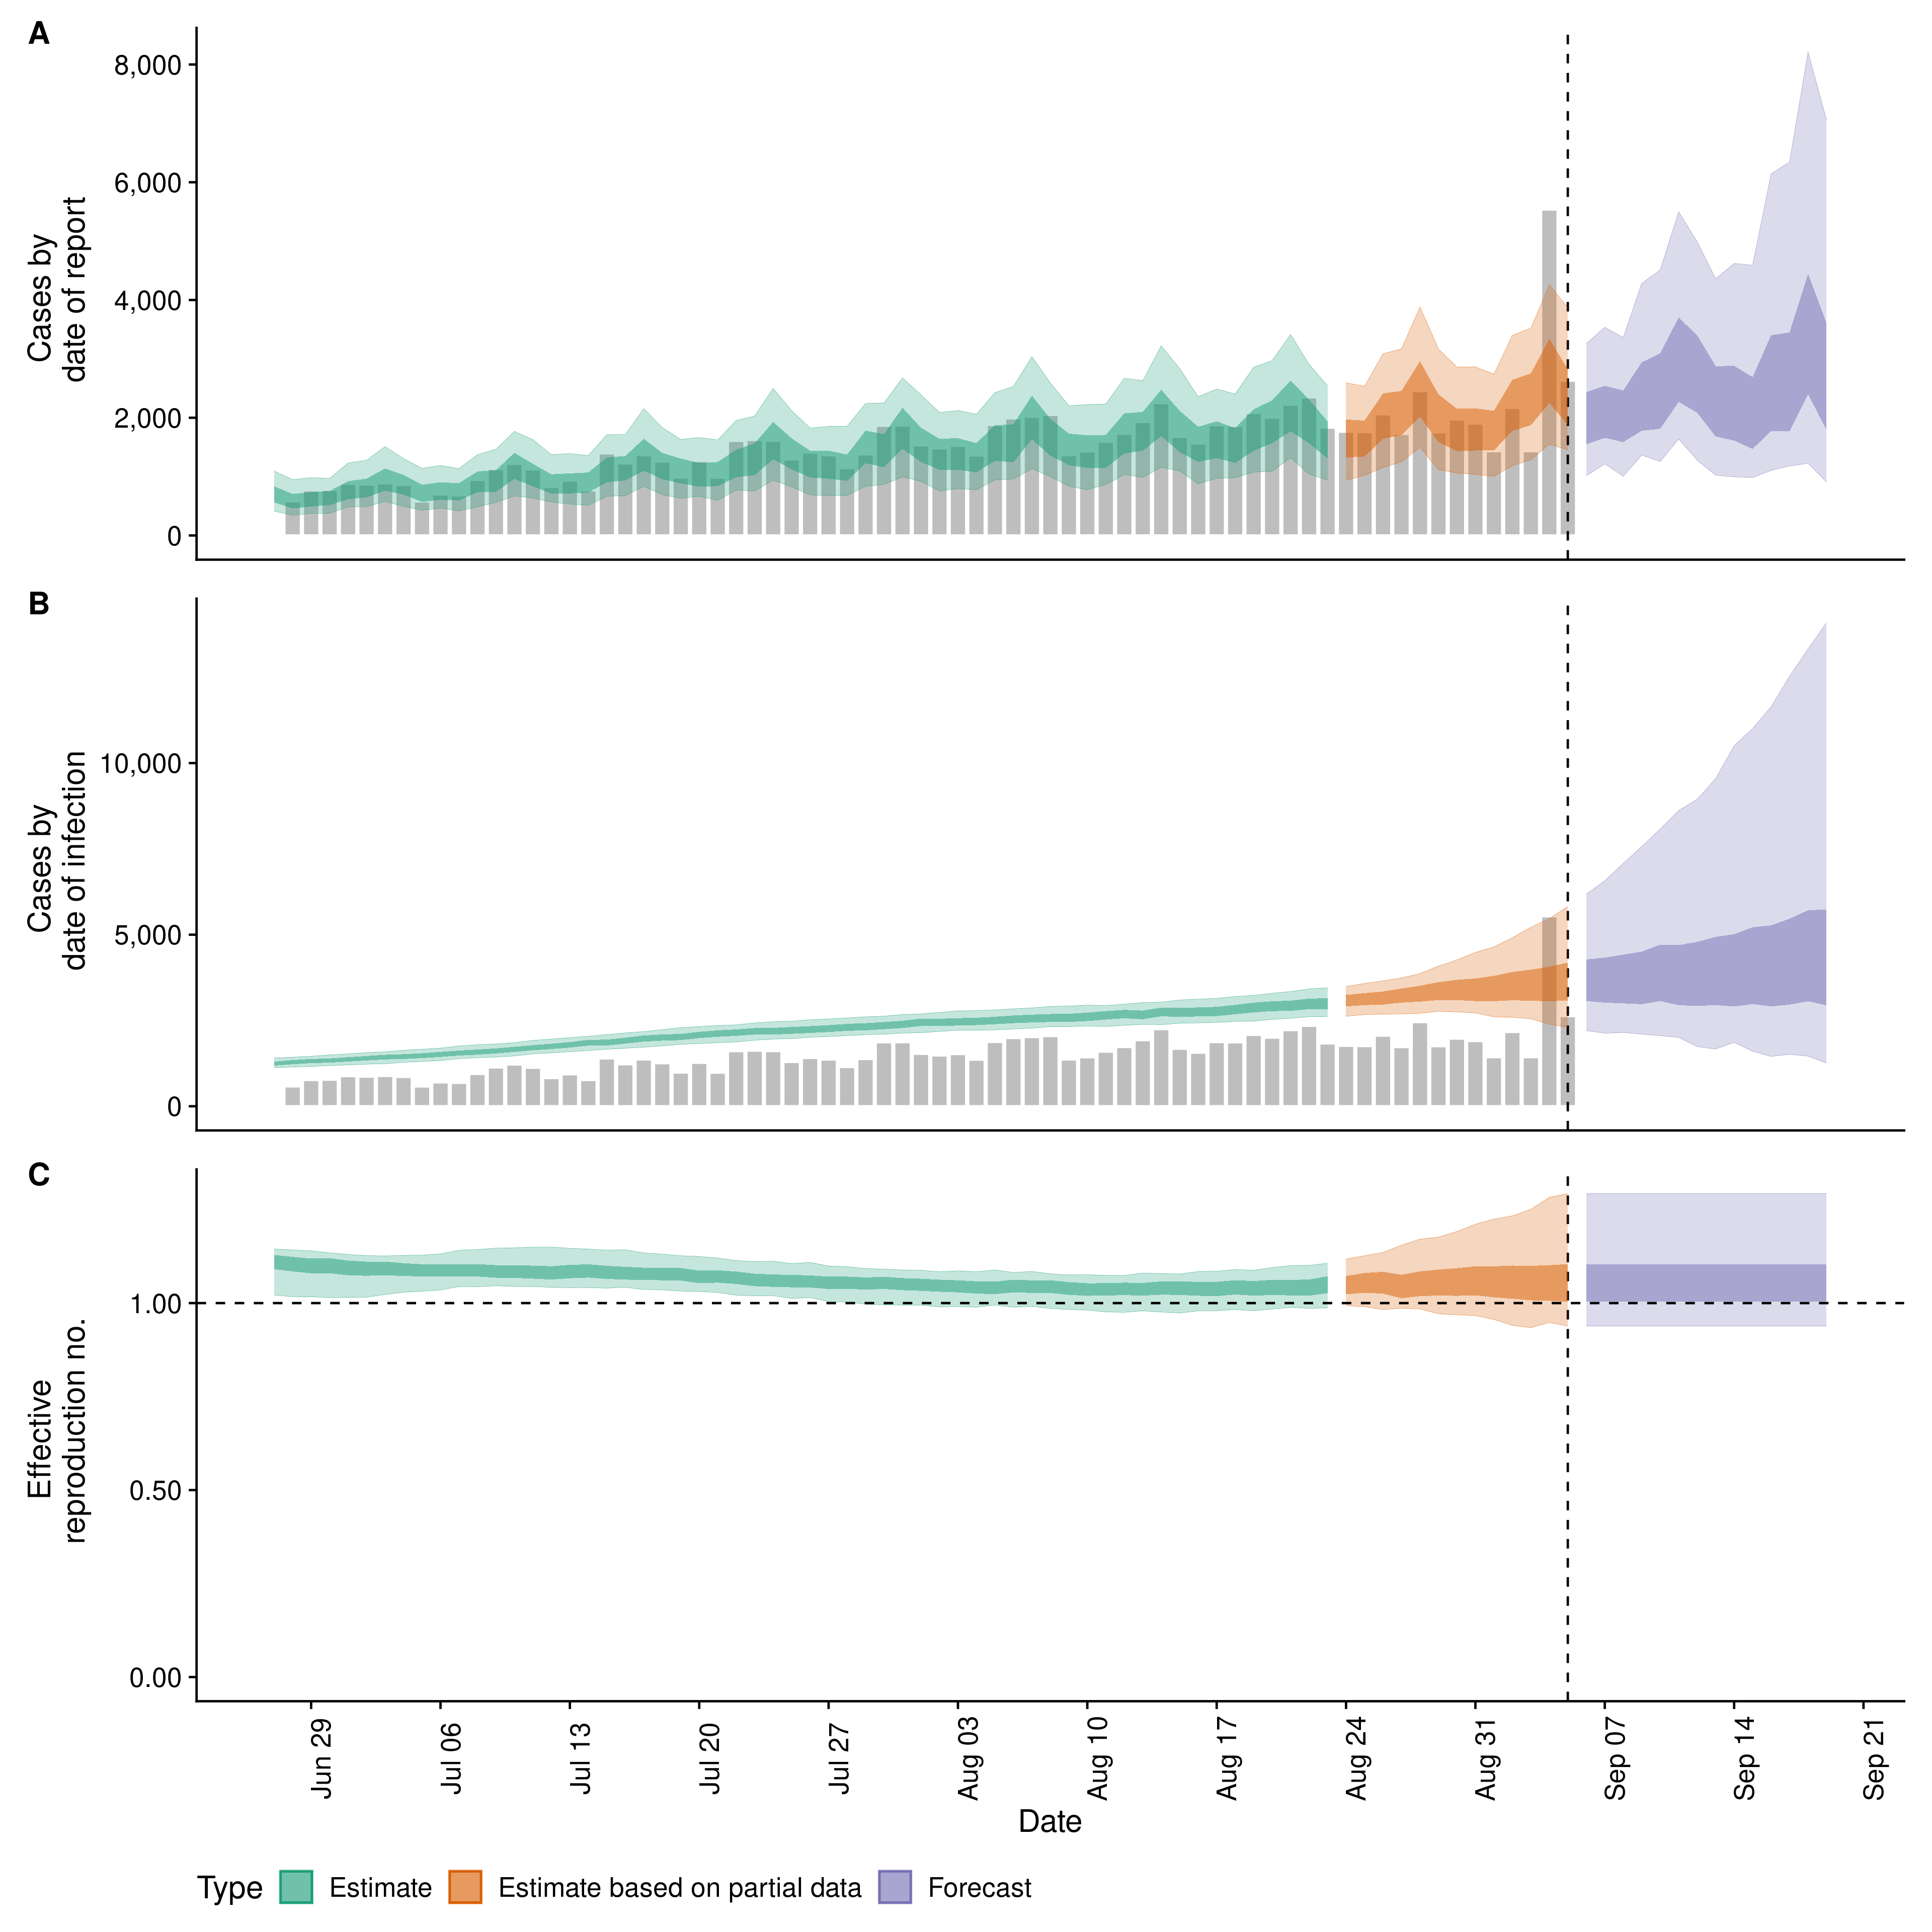 A
Cases by
date of report
8,000
6,000
4,000
2,000
0
B
Cases by
date of infection
10,000
5,000
0
C
Effective
reproduction no.
1.00
0.50
0.00
Jun 29
Jul 06
Jul 13
Jul 20
Jul 27
Aug 03
Aug 10
Aug 17
Aug 24
Aug 31
Sep 07
Sep 14
Sep 21
Date
Type Estimate Estimate based on partial data Forecast